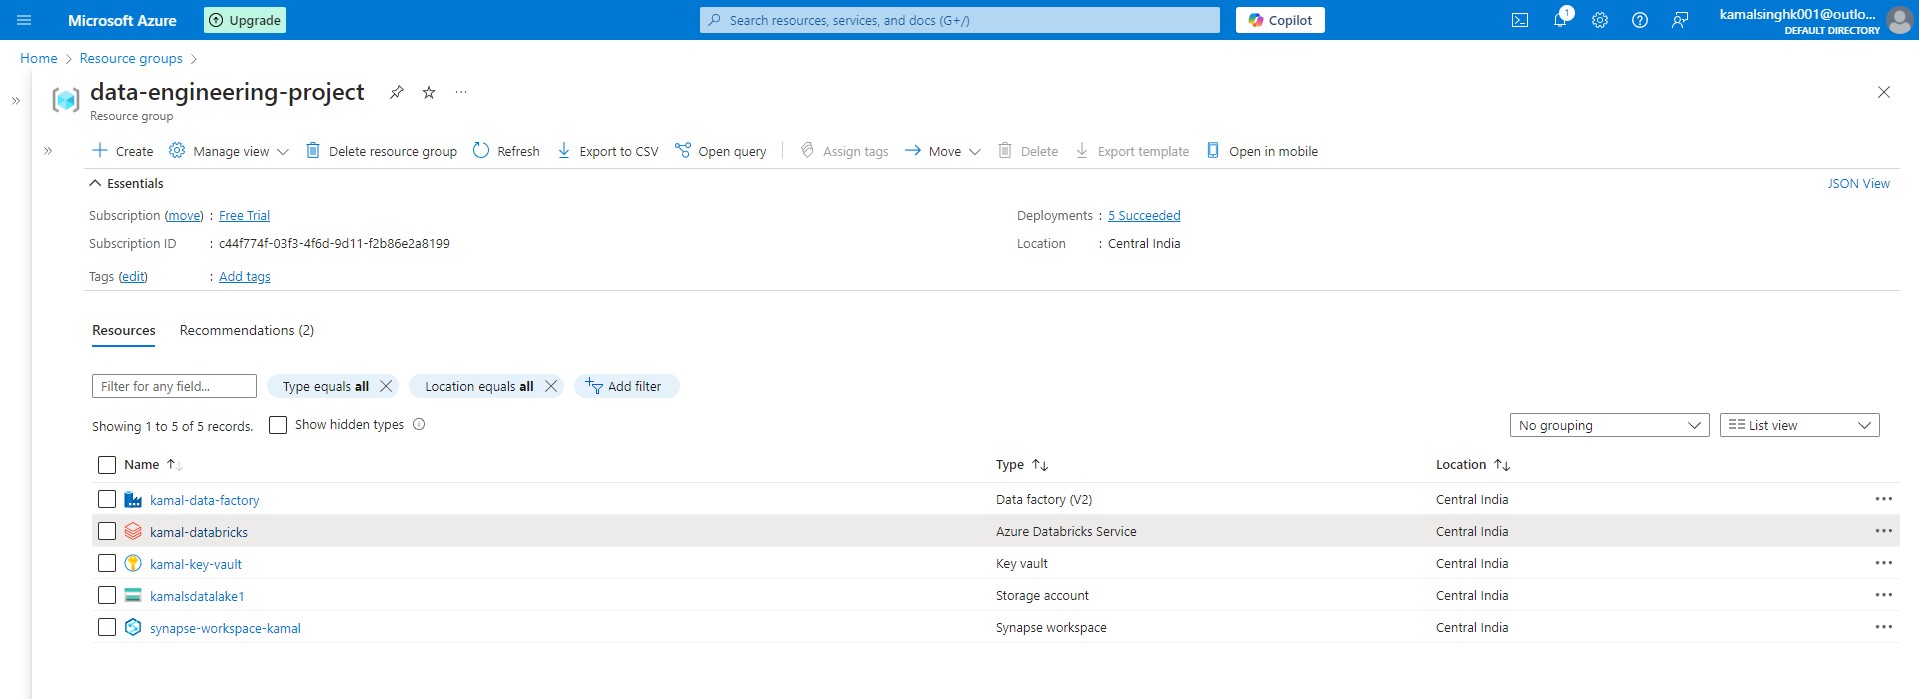 Microsoft Azure
Upgrade
Search resources, services, and docs (G+/)
Copilot
1
kamalsinghk001@outlo...
DEFAULT DIRECTORY
Home > Resource groups >
data-engineering-project
Resource group
Create Manage view Delete resource group Refresh Export to CSV Open query Assign tags Move Delete Export template Open in mobile
Essentials JSON View
Subscription (move) : Free Trial Deployments : 5 Succeeded
Subscription ID : c44f774f-03f3-4f6d-9d11-f2b86e2a8199 Location : Central India
Tags (edit) : Add tags
Resources Recommendations (2)
Filter for any field... Type equals all Location equals all Add filter
Showing 1 to 5 of 5 records. Show hidden types No grouping List view
Name Type Location
kamal-data-factory Data factory (V2) Central India
kamal-databricks Azure Databricks Service Central India
kamal-key-vault Key vault Central India
kamalsdatalake1 Storage account Central India
synapse-workspace-kamal Synapse workspace Central India